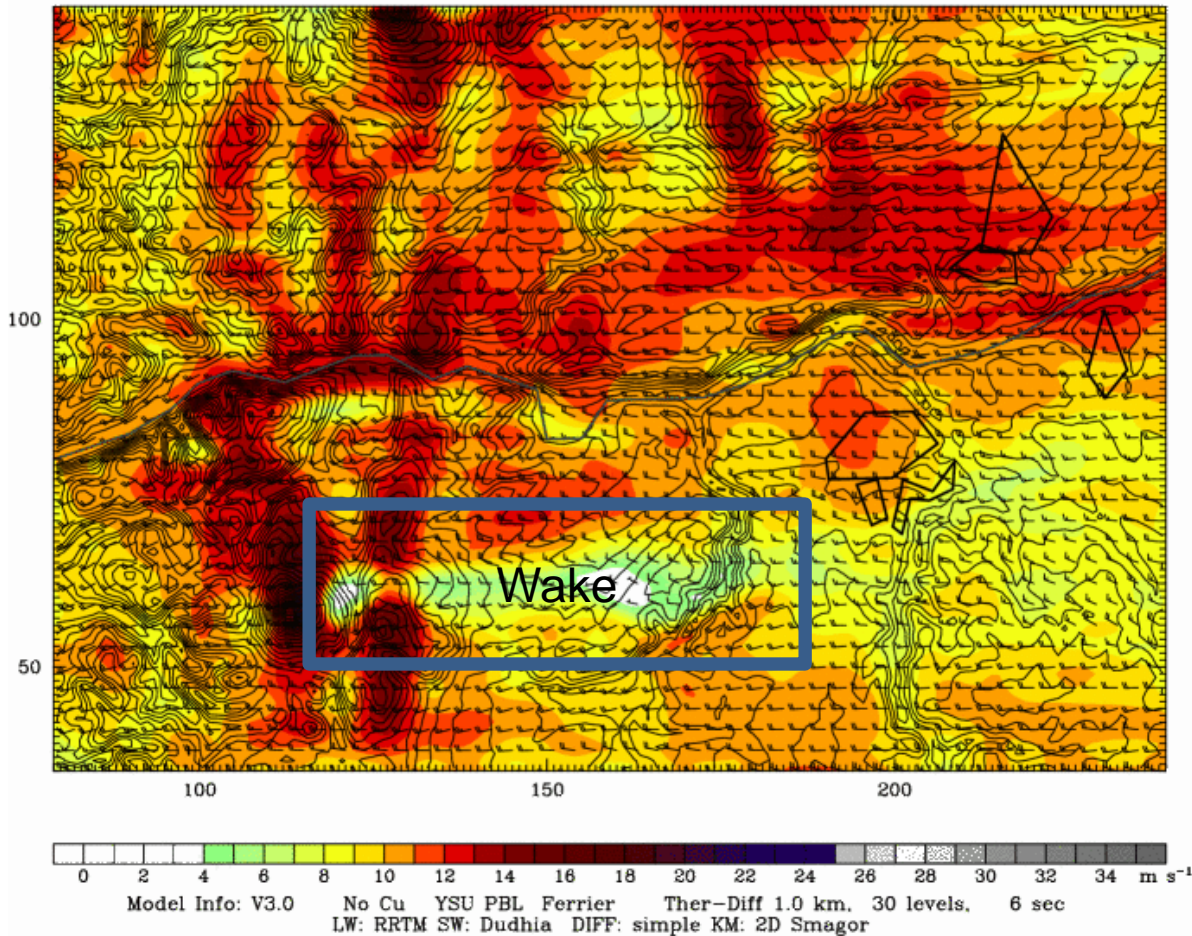 100
Wake
50
100 150 200
0 2 4 6 8 10 12 14 16 18 20 22 24 26 28 30 32 34 m s⁻¹
Model Info: V3.0 No Cu YSU PBL Ferrier Ther-Diff 1.0 km, 30 levels, 6 sec
LW: RRTM SW: Dudhia DIFF: simple KM: 2D Smagor